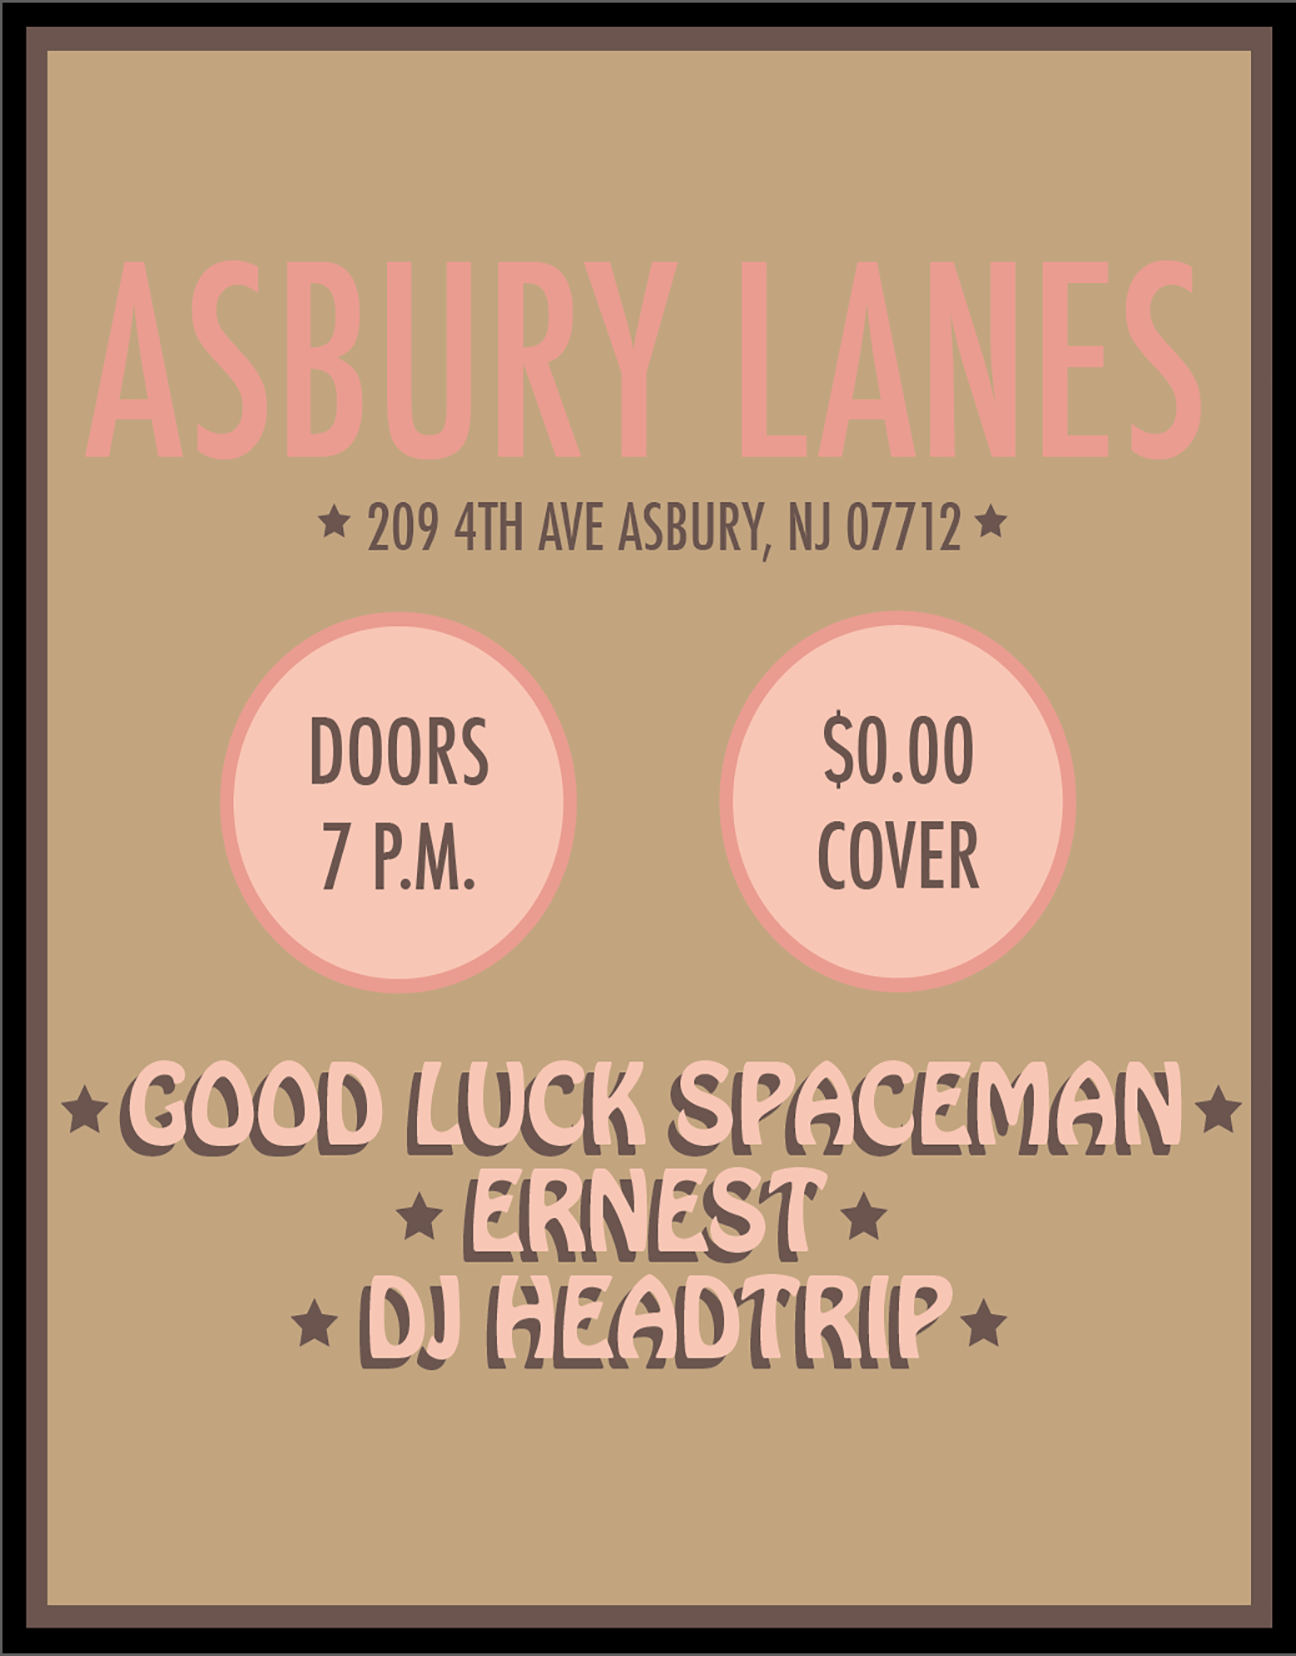 ASBURY LANES
★ 209 4TH AVE ASBURY, NJ 07712 ★
DOORS
7 P.M.
$0.00
COVER
★ GOOD LUCK SPACEMAN ★
★ ERNEST ★
★ DJ HEADTRIP ★